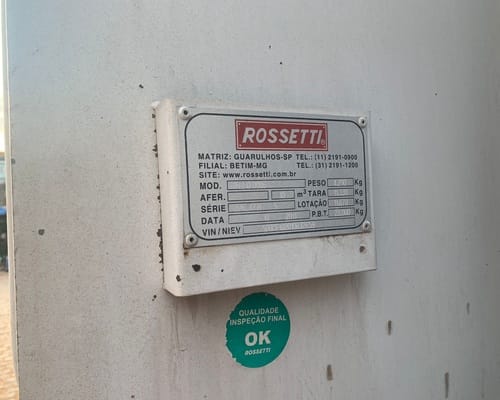 ROSSETTI
MATRIZ: GUARULHOS-SP TEL.: (11) 2191-0900
FILIAL: BETIM-MG TEL.: (31) 2191-1200
SITE: www.rossetti.com.br
MOD. PESO Kg
AFER. m³ TARA Kg
SÉRIE LOTAÇÃO Kg
DATA P.B.T. Kg
VIN/NIEV
QUALIDADE
INSPEÇÃO FINAL
OK
ROSSETTI